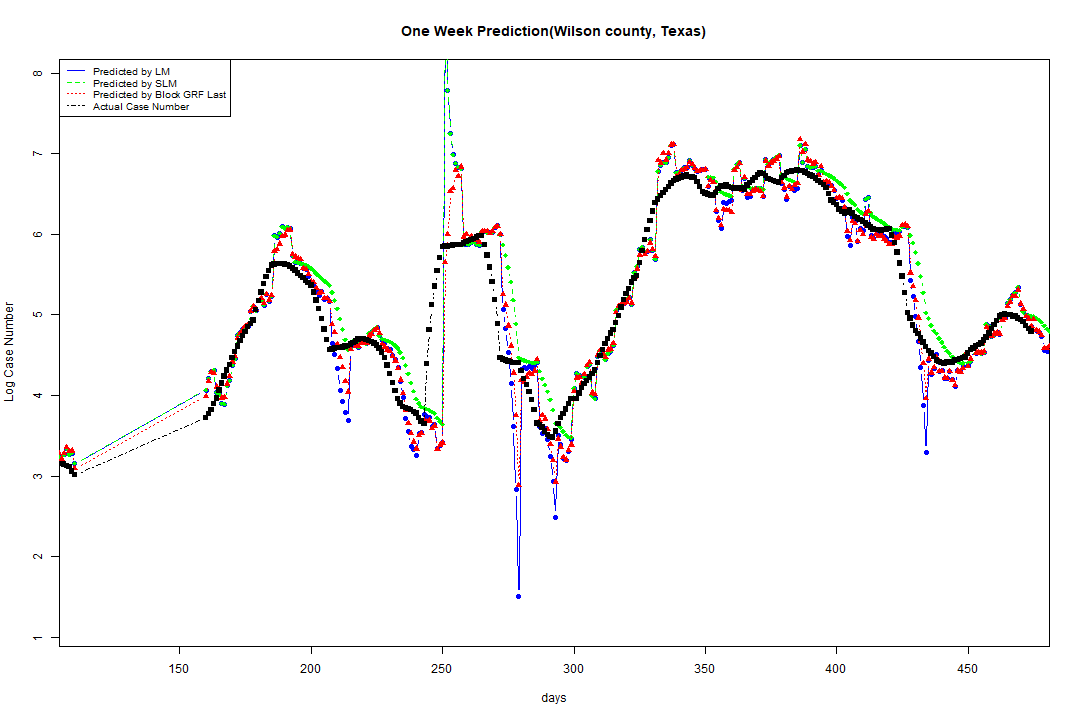 One Week Prediction(Wilson county, Texas)
Predicted by LM
Predicted by SLM
Predicted by Block GRF Last
Actual Case Number
Log Case Number
8
7
6
5
4
3
2
1
150 200 250 300 350 400 450
days